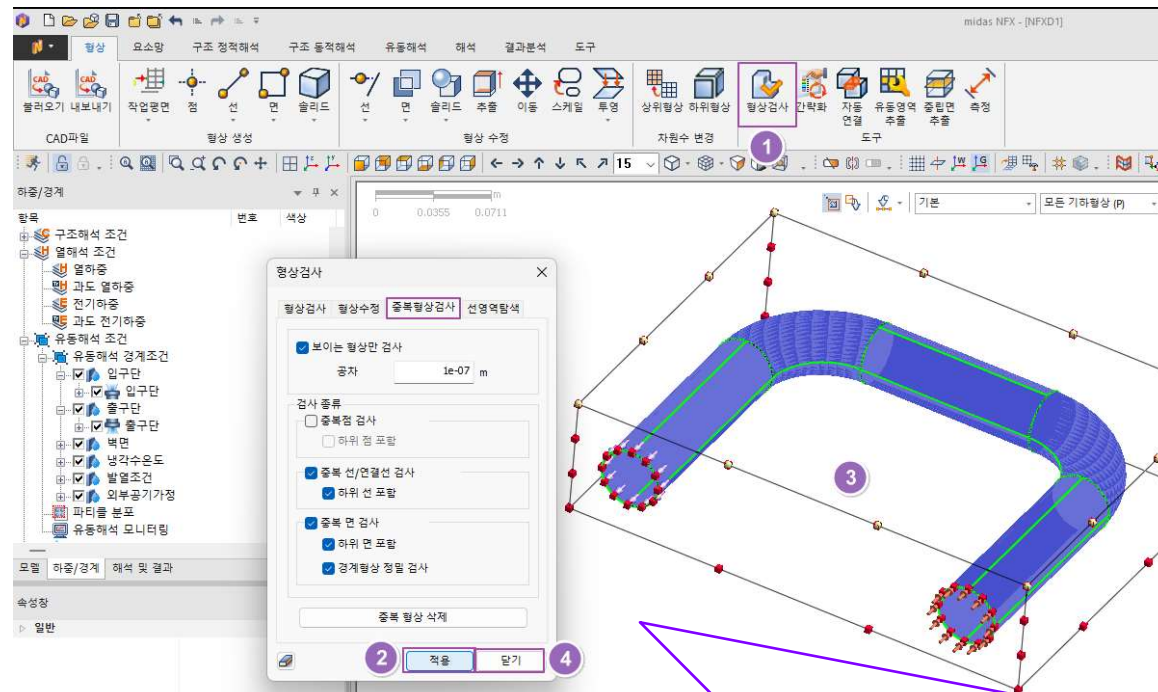 midas NFX - [NFXD1]
형상 요소망 구조 정적해석 구조 동적해석 유동해석 해석 결과분석 도구
CAD CAD
불러오기 내보내기 작업평면 점 선 면 솔리드 선 면 솔리드 추출 이동 스케일 투영 상위형상 하위형상 형상검사 간략화 자동 연결 유동영역 추출 중립면 추출 측정
CAD파일 형상 생성 형상 수정 차원수 변경 도구
1
15
하중/경계
항목 번호 색상
구조해석 조건
열해석 조건
열하중
과도 열하중
전기하중
과도 전기하중
유동해석 조건
유동해석 경계조건
입구단
입구단
출구단
출구단
벽면
냉각수온도
발열조건
외부공기가정
파티클 분포
유동해석 모니터링
모델 하중/경계 해석 및 결과
속성창
일반
m
0 0.0355 0.0711
기본 모든 기하형상 (P)
형상검사
형상검사 형상수정 중복형상검사 선영역탐색
보이는 형상만 검사
공차 1e-07 m
검사 종류
중복점 검사
하위 점 포함
중복 선/연결선 검사
하위 선 포함
중복 면 검사
하위 면 포함
경계형상 정밀 검사
중복 형상 삭제
2 적용 닫기 4
3